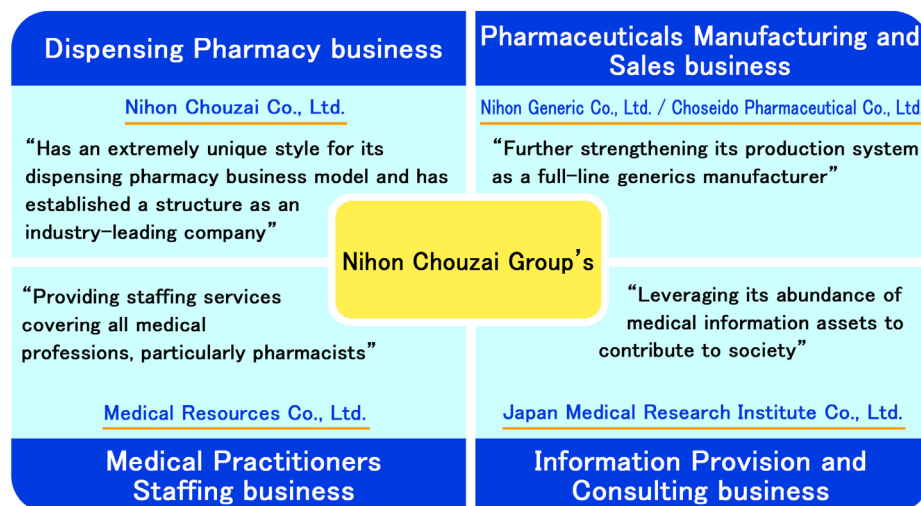 Dispensing Pharmacy business
Nihon Chouzai Co., Ltd.
“Has an extremely unique style for its
dispensing pharmacy business model and has
established a structure as an
industry-leading company”
Pharmaceuticals Manufacturing and
Sales business
Nihon Generic Co., Ltd. / Choseido Pharmaceutical Co., Ltd
“Further strengthening its production system
as a full-line generics manufacturer”
Nihon Chouzai Group’s
“Providing staffing services
covering all medical
professions, particularly pharmacists”
Medical Resources Co., Ltd.
Medical Practitioners
Staffing business
“Leveraging its abundance of
medical information assets to
contribute to society”
Japan Medical Research Institute Co., Ltd.
Information Provision and
Consulting business